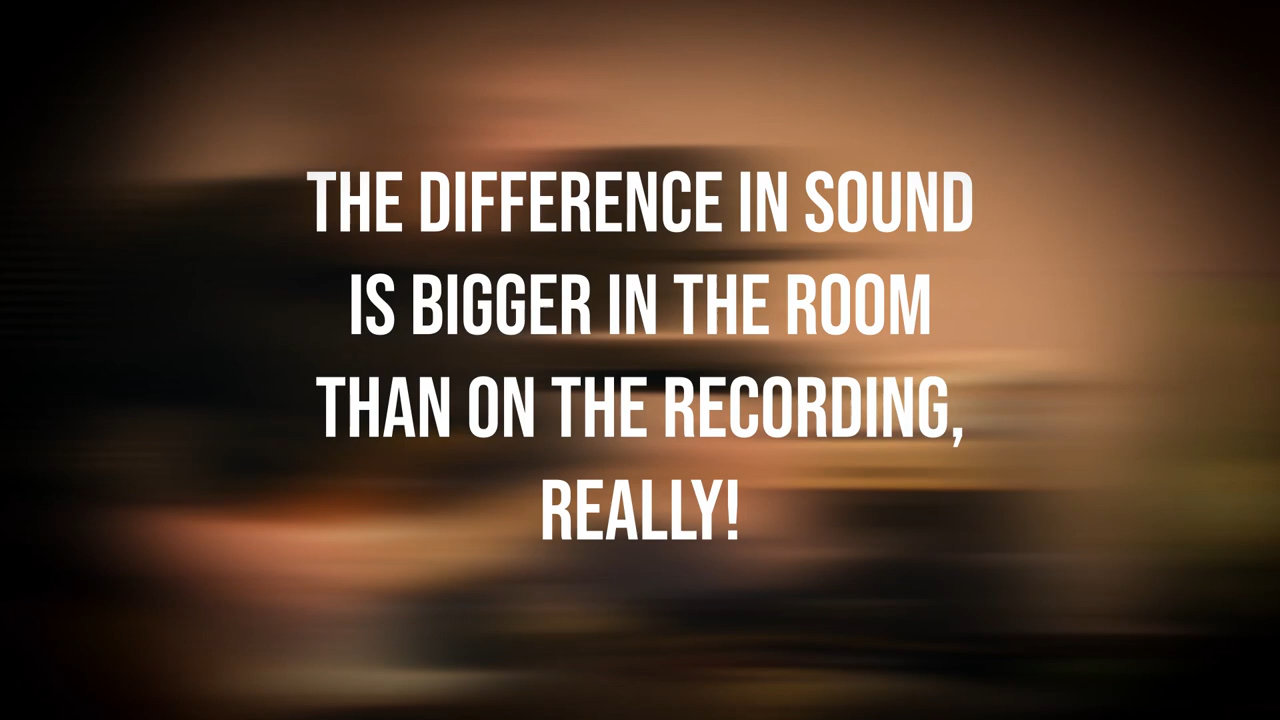 THE DIFFERENCE IN SOUND
IS BIGGER IN THE ROOM
THAN ON THE RECORDING,
REALLY!